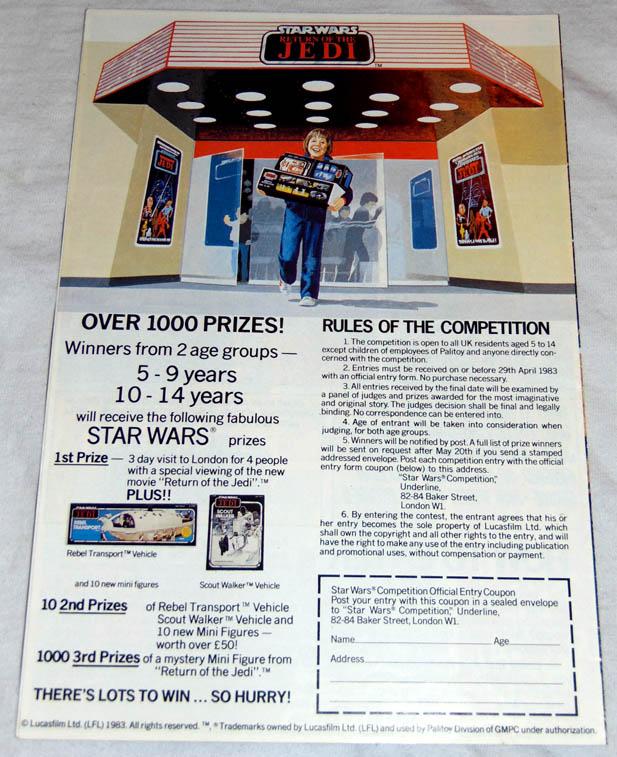 STAR WARS
RETURN OF THE
JEDI
TM
JEDI
JEDI
OVER 1000 PRIZES!
Winners from 2 age groups —
5 - 9 years
10 - 14 years
will receive the following fabulous
STAR WARS® prizes
1st Prize — 3 day visit to London for 4 people
with a special viewing of the new
movie "Return of the Jedi".™
PLUS!!
STAR WARS
JEDI
REBEL
TRANSPORT
STAR WARS
JEDI
SCOUT
WALKER
Rebel Transport™ Vehicle
and 10 new mini figures
Scout Walker™ Vehicle
10 2nd Prizes of Rebel Transport™ Vehicle
Scout Walker™ Vehicle and
10 new Mini Figures —
worth over £50!
1000 3rd Prizes of a mystery Mini Figure from
"Return of the Jedi".™
THERE'S LOTS TO WIN ... SO HURRY!
RULES OF THE COMPETITION
1. The competition is open to all UK residents aged 5 to 14
except children of employees of Palitoy and anyone directly con-
cerned with the competition.
2. Entries must be received on or before 29th April 1983
with an official entry form. No purchase necessary.
3. All entries received by the final date will be examined by
a panel of judges and prizes awarded for the most imaginative
and original story. The judges decision shall be final and legally
binding. No correspondence can be entered into.
4. Age of entrant will be taken into consideration when
judging, for both age groups.
5. Winners will be notified by post. A full list of prize winners
will be sent on request after May 20th if you send a stamped
addressed envelope. Post each competition entry with the official
entry form coupon (below) to this address.
"Star Wars® Competition",
Underline,
82-84 Baker Street,
London W1.
6. By entering the contest, the entrant agrees that his or
her entry becomes the sole property of Lucasfilm Ltd. which
shall own the copyright and all other rights to the entry, and will
have the right to make any use of the entry including publication
and promotional uses, without compensation or payment.
Star Wars® Competition Official Entry Coupon
Post your entry with this coupon in a sealed envelope
to "Star Wars® Competition", Underline,
82-84 Baker Street, London W1.
Name Age
Address
© Lucasfilm Ltd. (LFL) 1983. All rights reserved. ™, ® Trademarks owned by Lucasfilm Ltd. (LFL) and used by Palitoy Division of GMPC under authorization.